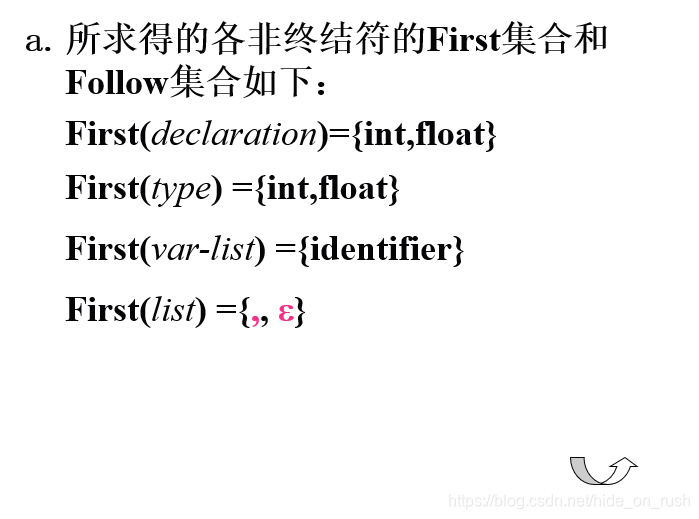 a. 所求得的各非终结符的First集合和
Follow集合如下：
First(declaration)={int,float}
First(type) ={int,float}
First(var-list) ={identifier}
First(list) ={,, ε}
https://blog.csdn.net/hide_on_rush